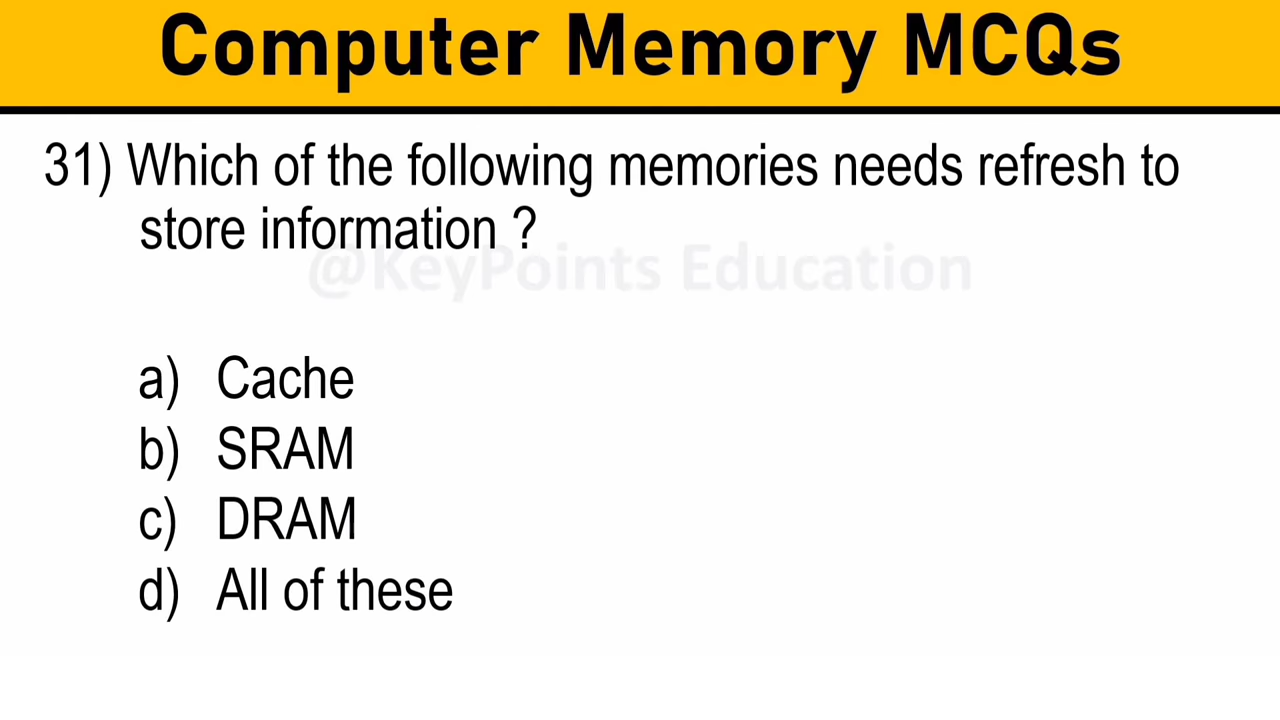 Computer Memory MCQs
31) Which of the following memories needs refresh to
store information ?
@KeyPoints Education
a) Cache
b) SRAM
c) DRAM
d) All of these